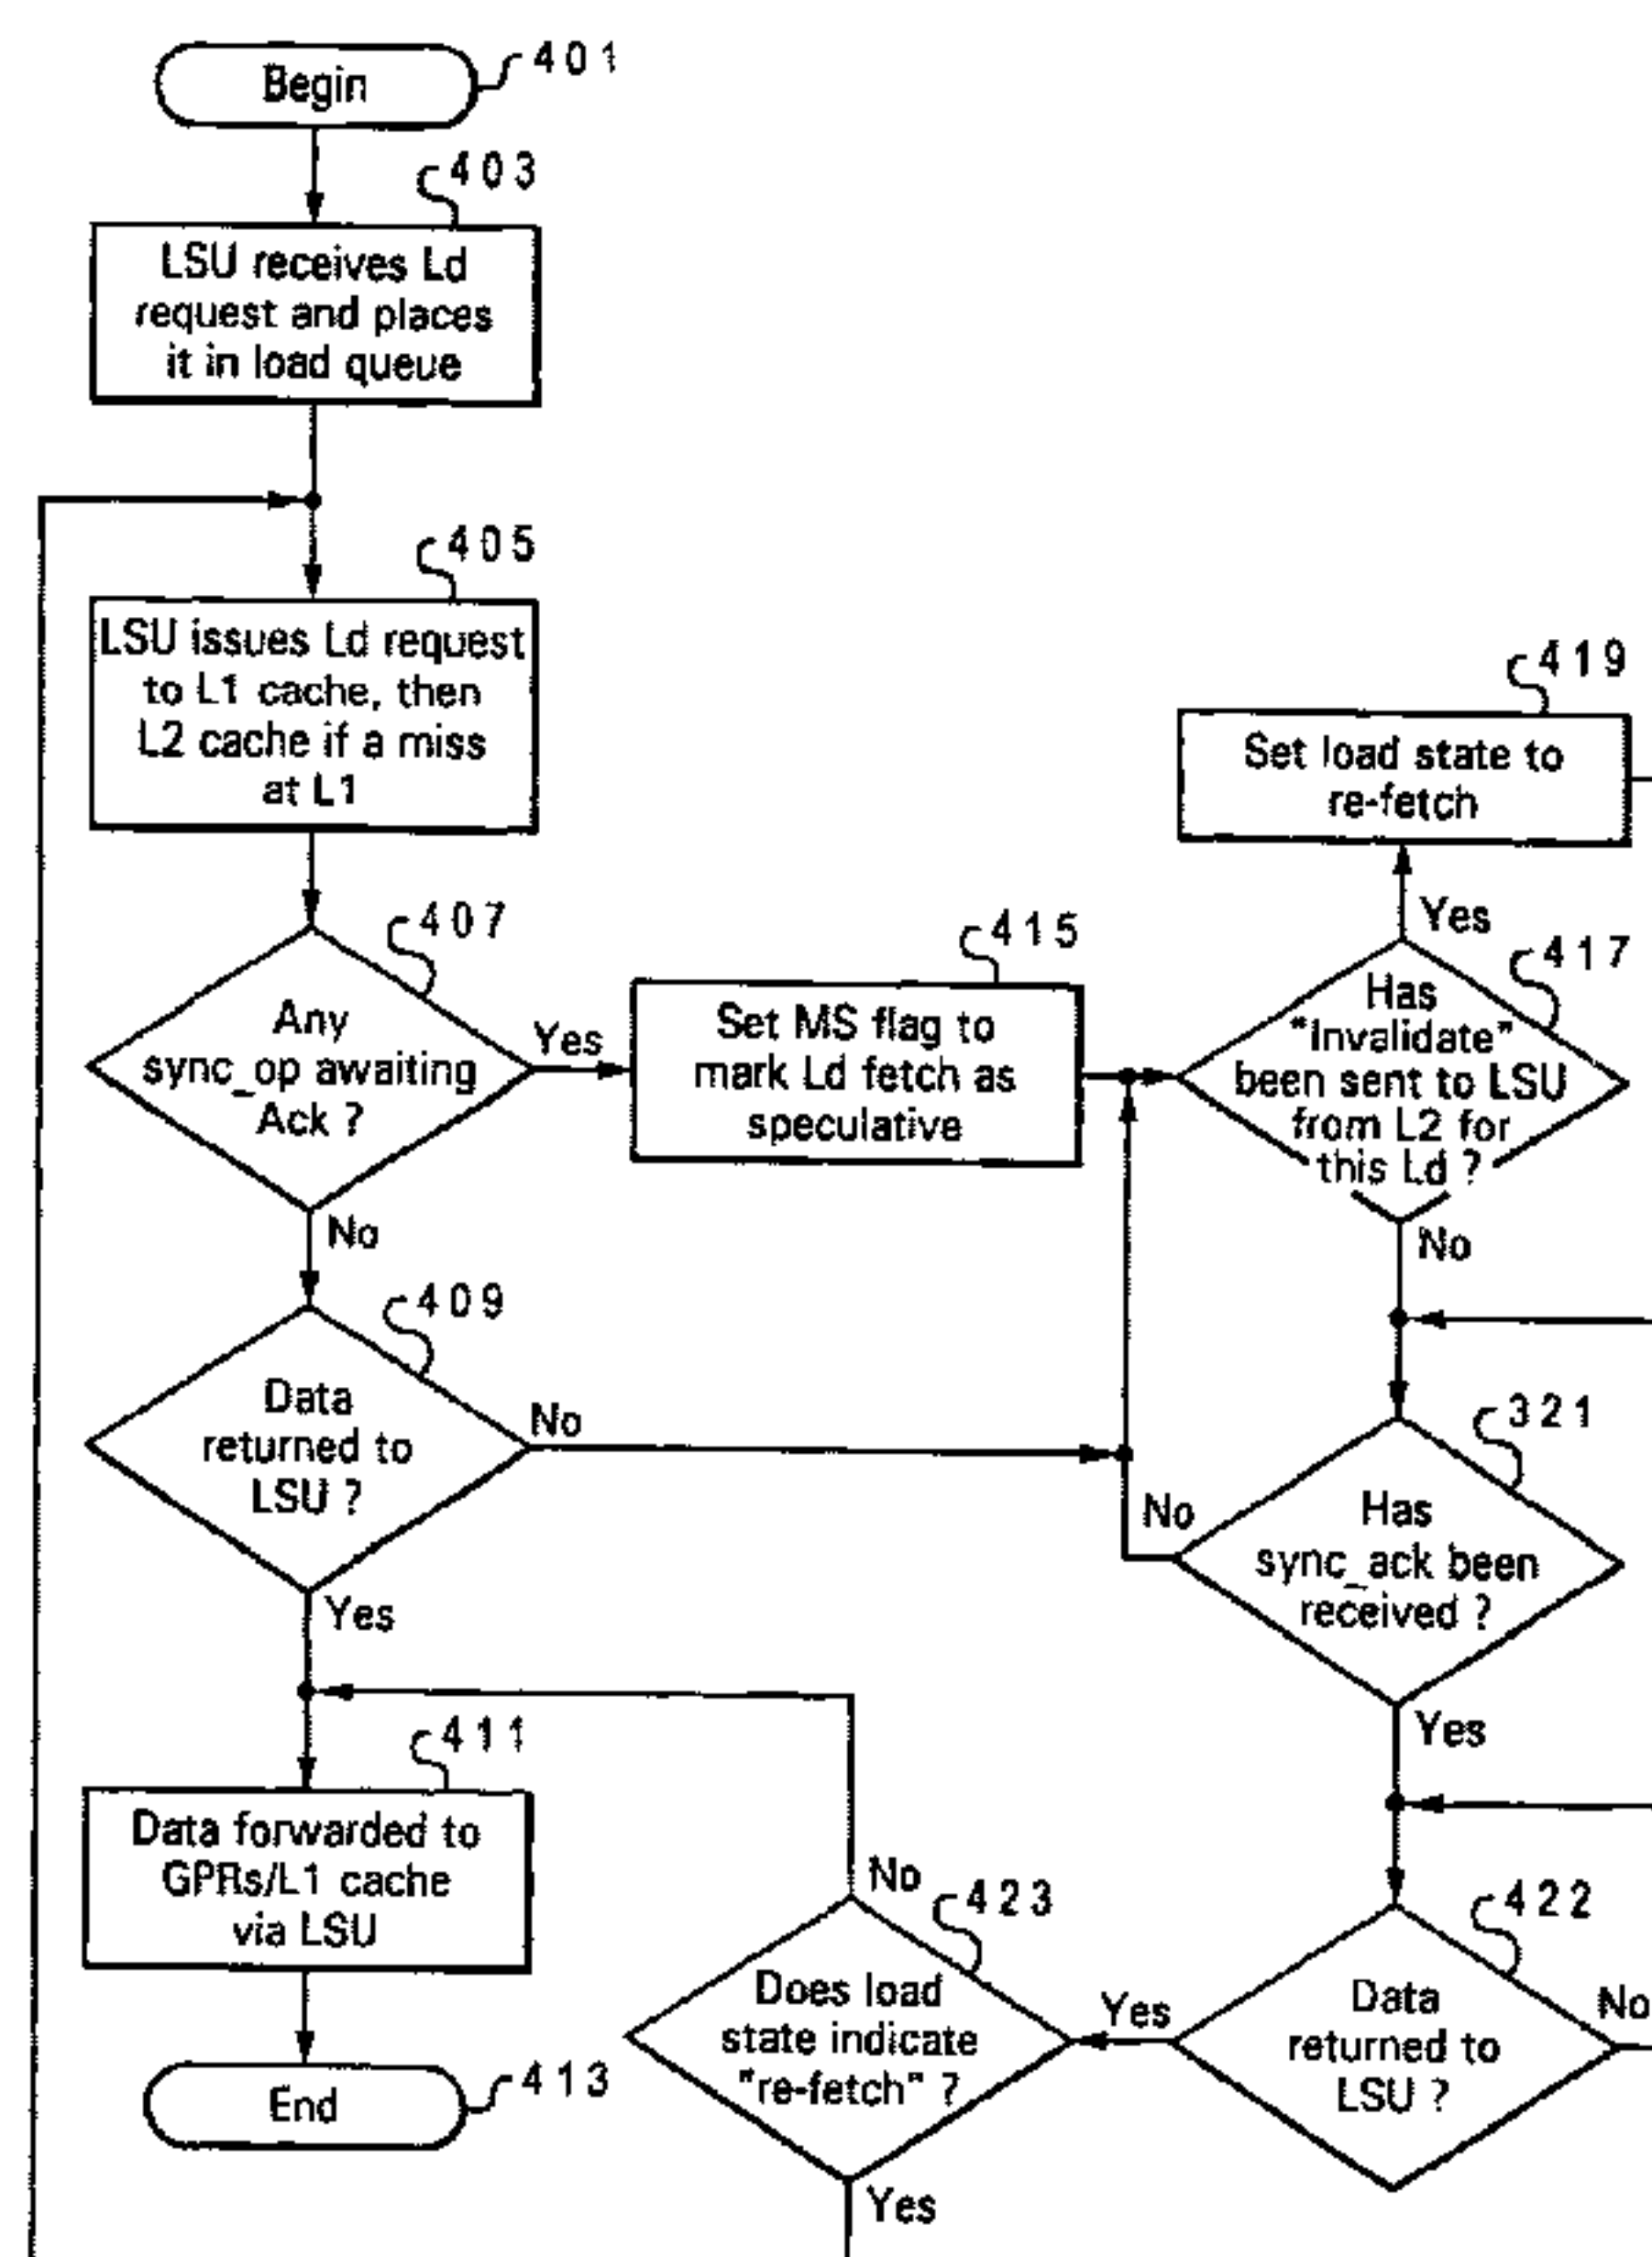 Begin
401
403
LSU receives Ld
request and places
it in load queue
405
LSU issues Ld request
to L1 cache, then
L2 cache if a miss
at L1
407
Any
sync_op awaiting
Ack ?
Yes
No
415
Set MS flag to
mark Ld fetch as
speculative
419
Set load state to
re-fetch
Yes
417
Has
"Invalidate"
been sent to LSU
from L2 for
this Ld ?
No
409
Data
returned to
LSU ?
No
Yes
321
Has
sync_ack been
received ?
No
Yes
411
Data forwarded to
GPRs/L1 cache
via LSU
413
End
No
423
Does load
state indicate
"re-fetch" ?
Yes
Yes
422
Data
returned to
LSU ?
No